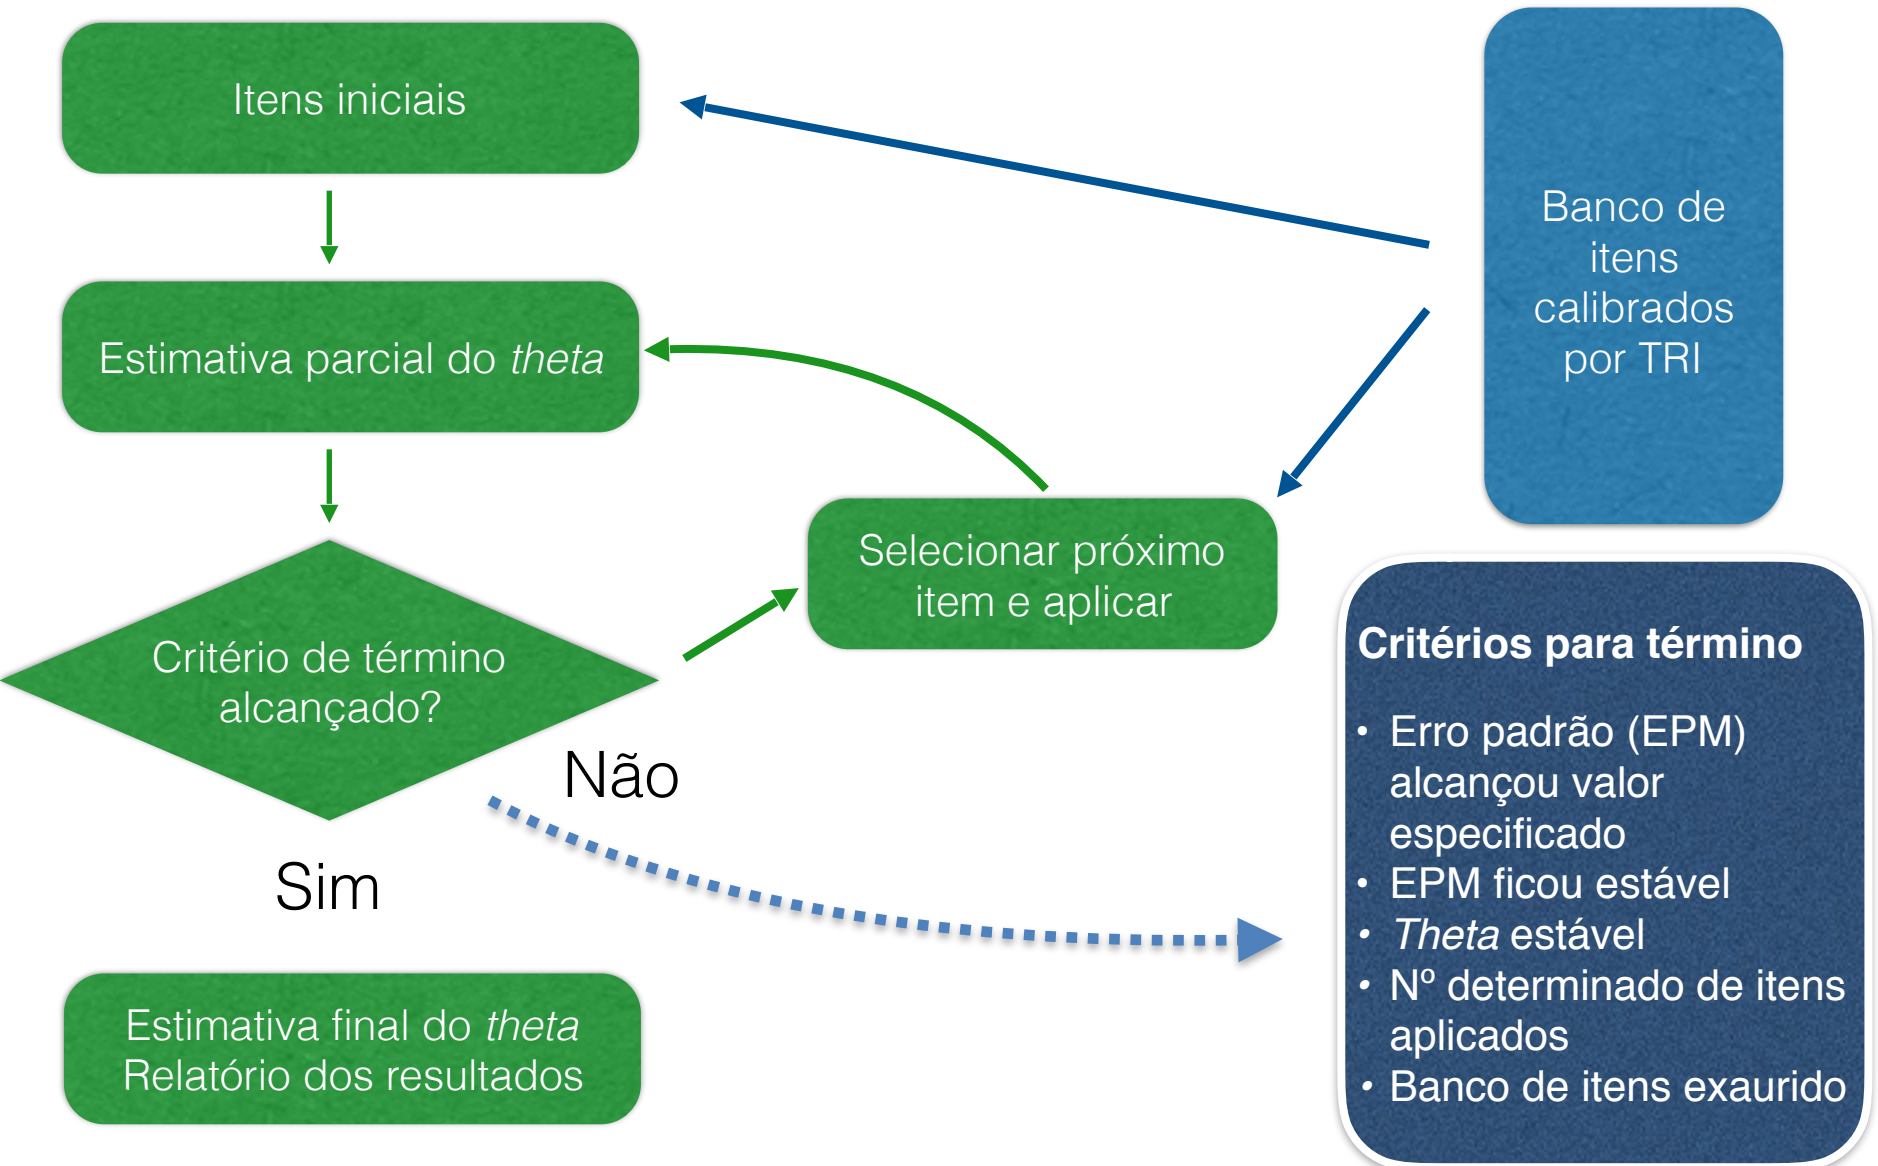 Itens iniciais
Estimativa parcial do theta
Critério de término
alcançado?
Não
Sim
Selecionar próximo
item e aplicar
Estimativa final do theta
Relatório dos resultados
Banco de
itens
calibrados
por TRI
Critérios para término
• Erro padrão (EPM)
alcançou valor
especificado
• EPM ficou estável
• Theta estável
• Nº determinado de itens
aplicados
• Banco de itens exaurido